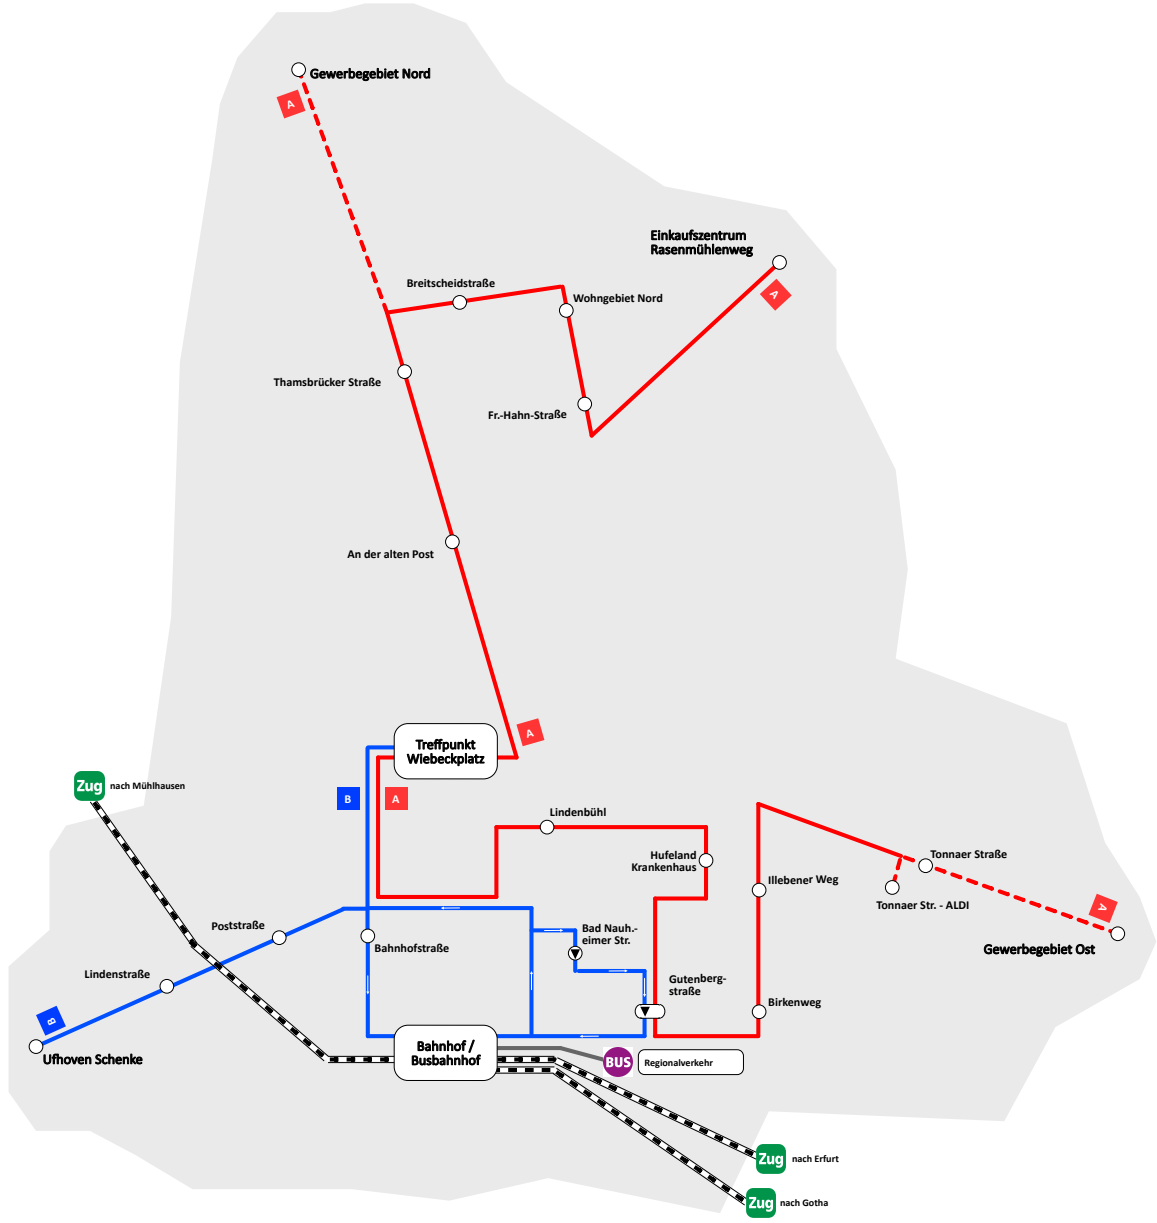 Gewerbegebiet Nord
A
Einkaufszentrum
Rasenmühlenweg
A
Breitscheidstraße
Wohngebiet Nord
Thamsbrücker Straße
Fr.-Hahn-Straße
An der alten Post
A
Treffpunkt
Wiebeckplatz
Zug
nach Mühlhausen
B
A
Lindenbühl
Hufeland
Krankenhaus
Tonnaer Straße
Illebener Weg
Tonnaer Str. - ALDI
A
Gewerbegebiet Ost
Poststraße
Bahnhofstraße
Bad Nauh.-
eimer Str.
Lindenstraße
Gutenberg-
straße
Birkenweg
B
Ufhoven Schenke
Bahnhof /
Busbahnhof
BUS
Regionalverkehr
Zug
nach Erfurt
Zug
nach Gotha